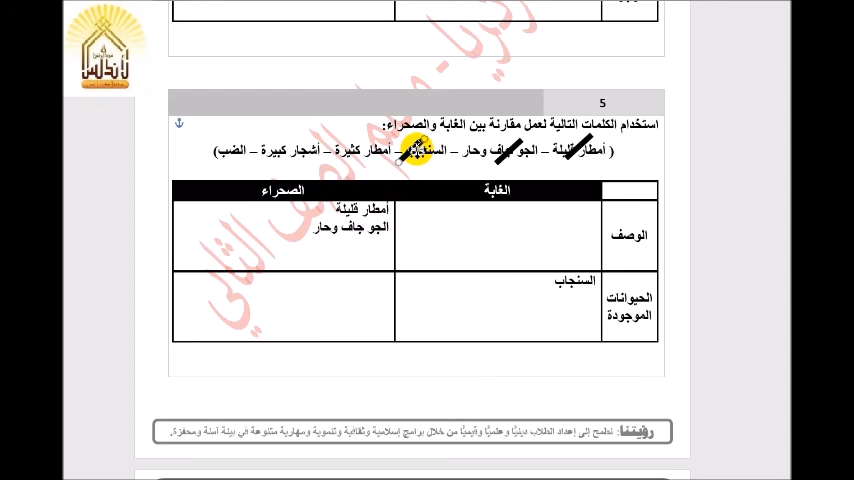 5
استخدام الكلمات التالية لعمل مقارنة بين الغابة والصحراء:
( أمطار قليلة – الجو جاف وحار – السنجاب – أمطار كثيرة – أشجار كبيرة – الضب)
الغابة الصحراء
الوصف
أمطار قليلة
الجو جاف وحار
الحيوانات الموجودة
السنجاب
رؤيتنا: نطمح إلى إعداد الطلاب دينيًا وعلميًا وقيميًا من خلال برامج إسلامية وثقافية وتنموية ومهارية متنوعة في بيئة آمنة ومحفزة.
الأندلس